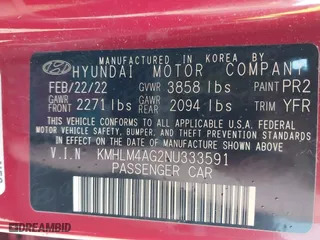 MANUFACTURED IN KOREA BY
HYUNDAI MOTOR COMPANY
FEB/22/22 GVWR 3858 lbs PAINT PR2
GAWR FRT 2271 lbs GAWR RR 2094 lbs TRIM YFR
THIS VEHICLE CONFORMS TO ALL APPLICABLE
FEDERAL MOTOR VEHICLE SAFETY, BUMPER, AND
THEFT PREVENTION STANDARDS IN EFFECT ON
THE DATE OF MANUFACTURE SHOWN ABOVE.
V.I.N KMHLM4AG2NU333591
PASSENGER CAR
DREAMBID